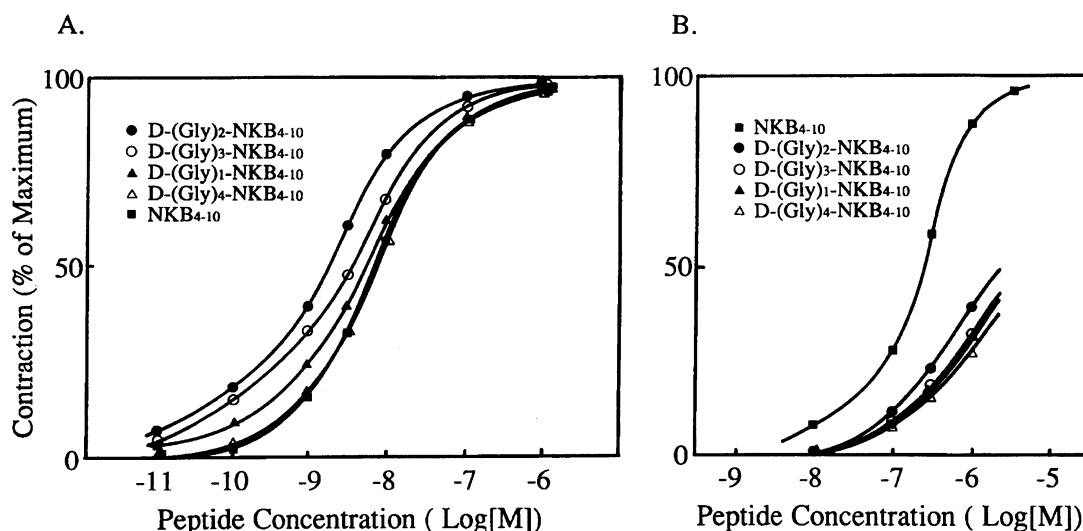 A.
100
50
0
Contraction (% of Maximum)
● D-(Gly)2-NKB4-10
○ D-(Gly)3-NKB4-10
▲ D-(Gly)1-NKB4-10
△ D-(Gly)4-NKB4-10
■ NKB4-10
-11 -10 -9 -8 -7 -6
Peptide Concentration ( Log[M])
B.
100
50
0
■ NKB4-10
● D-(Gly)2-NKB4-10
○ D-(Gly)3-NKB4-10
▲ D-(Gly)1-NKB4-10
△ D-(Gly)4-NKB4-10
-9 -8 -7 -6 -5
Peptide Concentration ( Log[M])